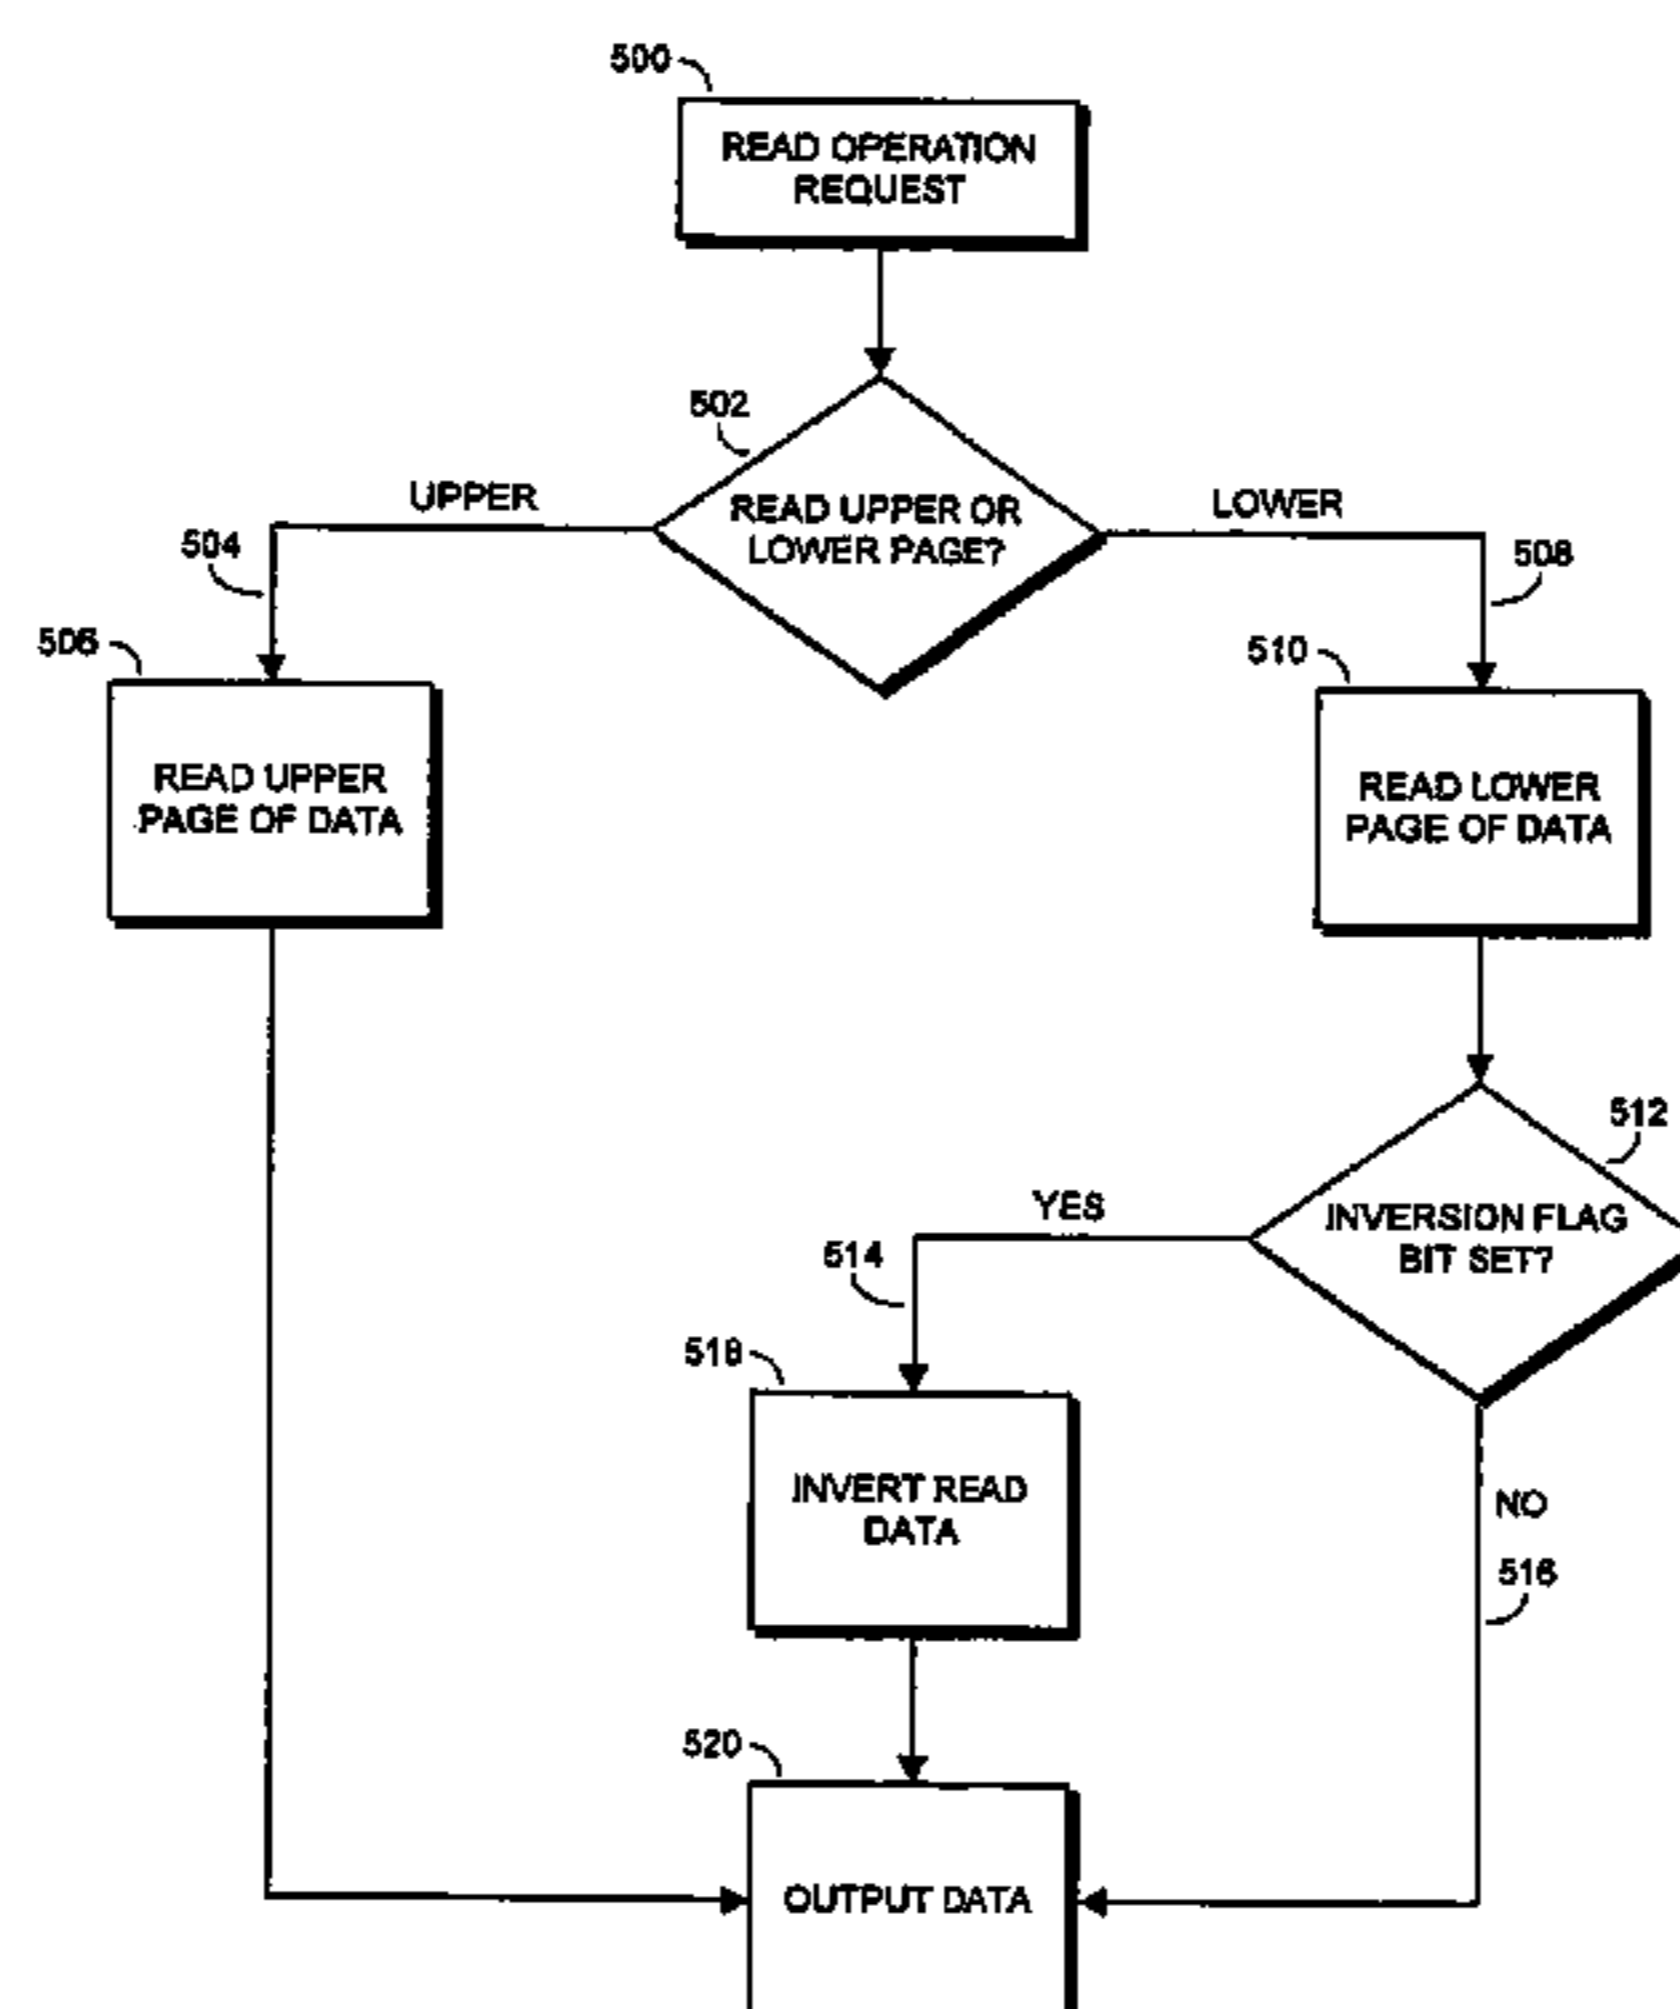 500
READ OPERATION
REQUEST
502
READ UPPER OR
LOWER PAGE?
UPPER
LOWER
504
508
506
510
READ UPPER
PAGE OF DATA
READ LOWER
PAGE OF DATA
512
INVERSION FLAG
BIT SET?
YES
514
518
INVERT READ
DATA
NO
516
520
OUTPUT DATA